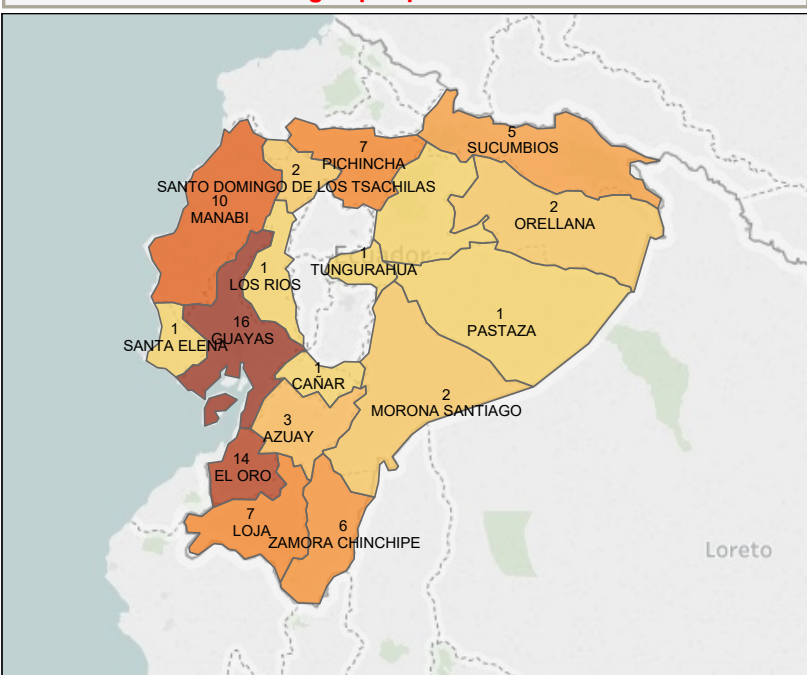 5
SUCUMBIOS
7
PICHINCHA
2
SANTO DOMINGO DE LOS TSACHILAS
10
MANABI
2
ORELLANA
Ecuador
1
TUNGURAHUA
1
LOS RIOS
1
PASTAZA
16
GUAYAS
1
SANTA ELENA
1
CAÑAR
2
MORONA SANTIAGO
3
AZUAY
14
EL ORO
7
LOJA
6
ZAMORA CHINCHIPE
Loreto